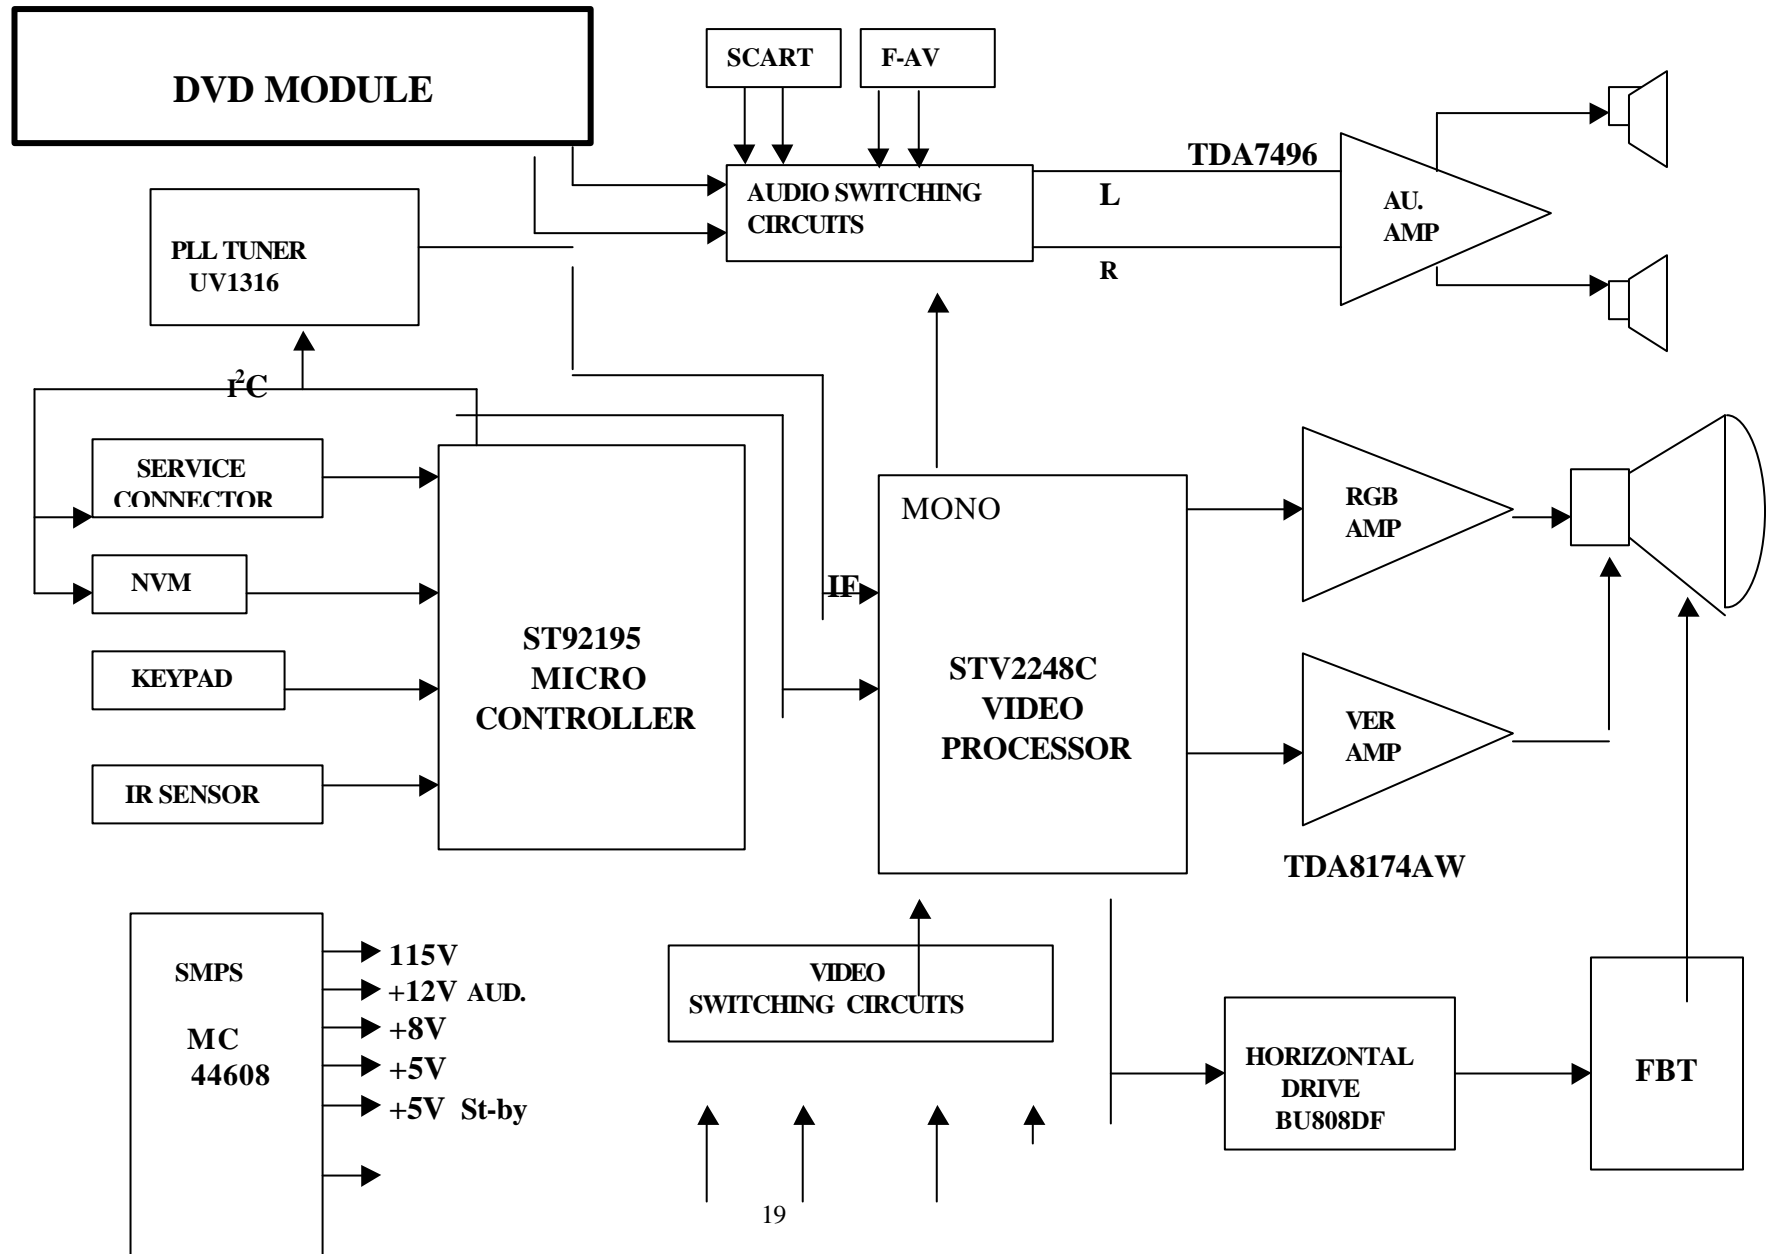 DVD MODULE
SCART
F-AV
TDA7496
AUDIO SWITCHING
CIRCUITS
L
R
AU.
AMP
PLL TUNER
UV1316
I²C
SERVICE
CONNECTOR
NVM
KEYPAD
IR SENSOR
ST92195
MICRO
CONTROLLER
IF
MONO
STV2248C
VIDEO
PROCESSOR
RGB
AMP
VER
AMP
TDA8174AW
SMPS
MC
44608
115V
+12V AUD.
+8V
+5V
+5V St-by
VIDEO
SWITCHING CIRCUITS
HORIZONTAL
DRIVE
BU808DF
FBT
19